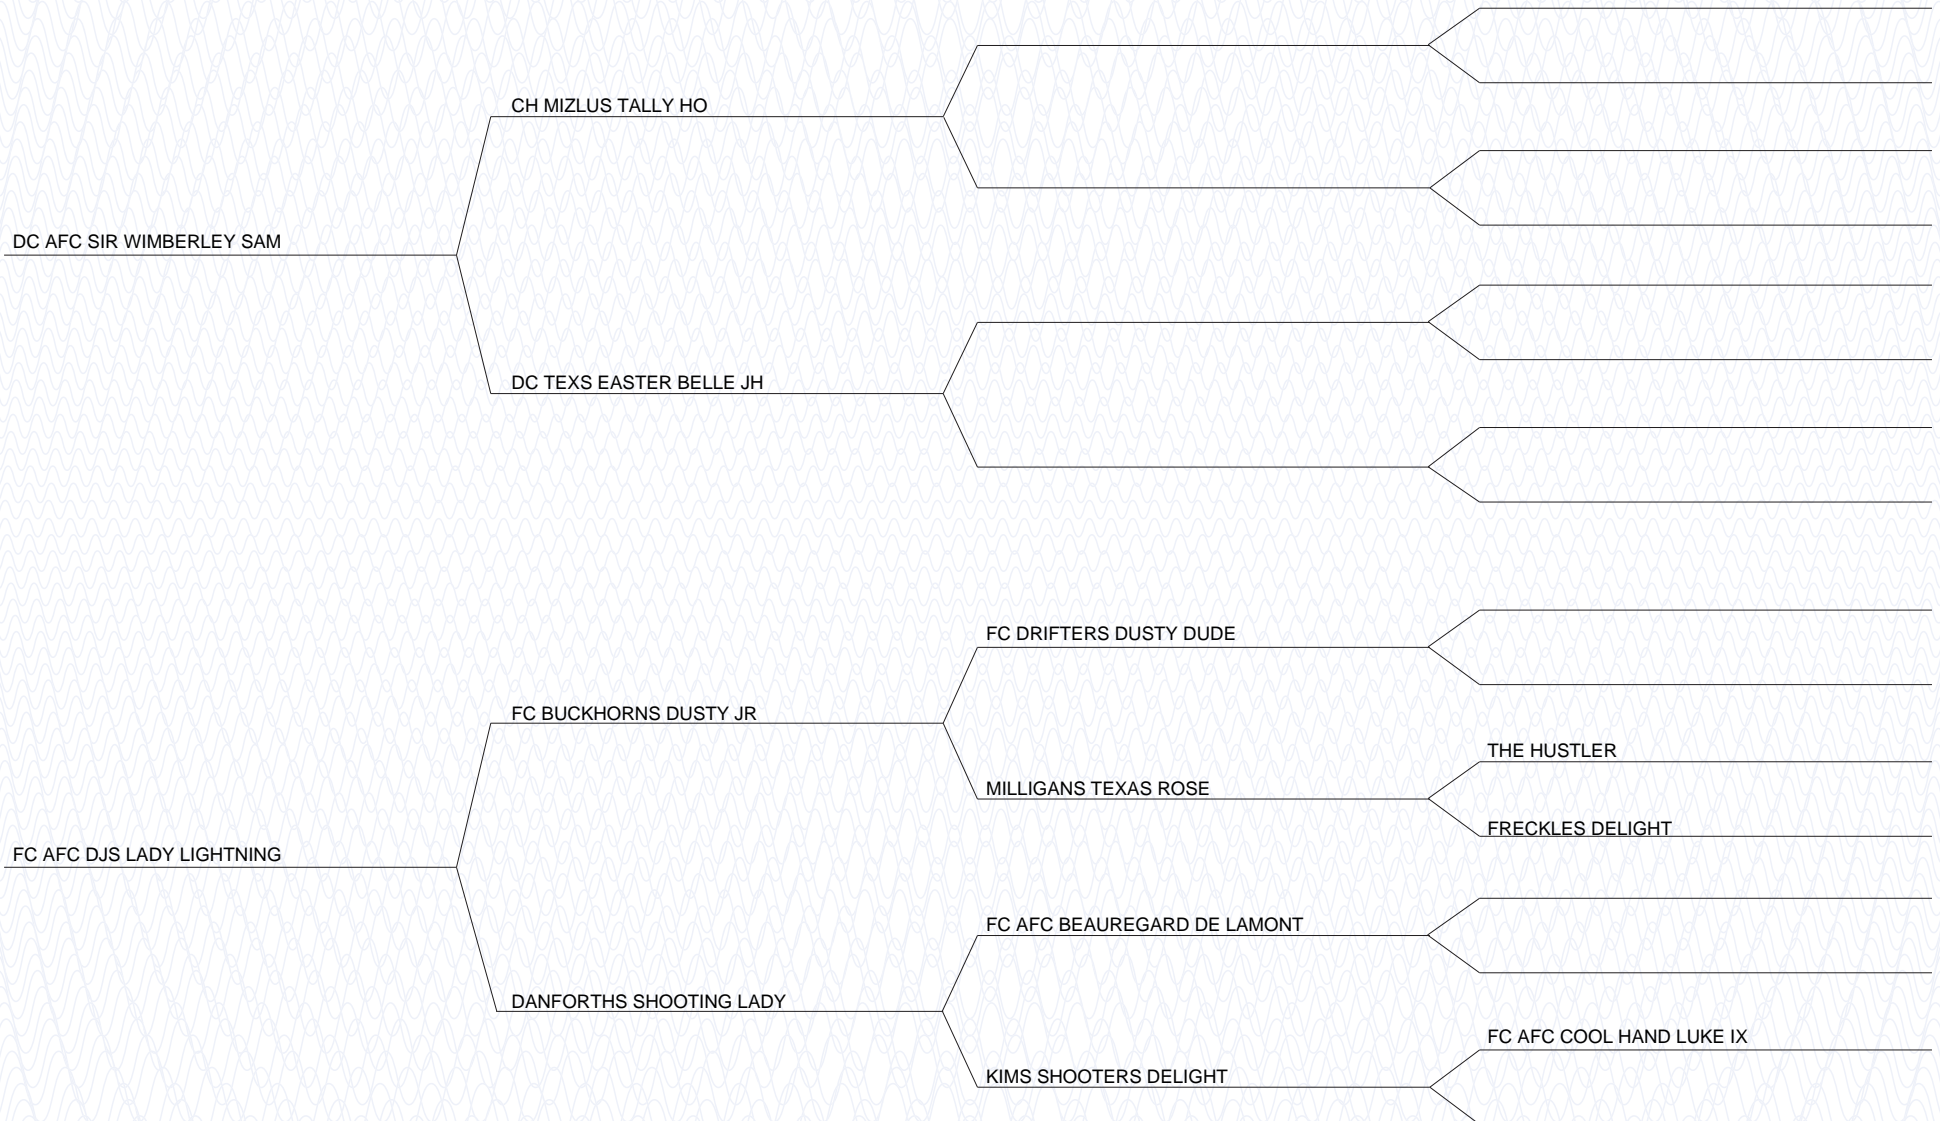 CH MIZLUS TALLY HO
DC AFC SIR WIMBERLEY SAM
DC TEXS EASTER BELLE JH
FC DRIFTERS DUSTY DUDE
FC BUCKHORNS DUSTY JR
THE HUSTLER
MILLIGANS TEXAS ROSE
FRECKLES DELIGHT
FC AFC DJS LADY LIGHTNING
FC AFC BEAUREGARD DE LAMONT
DANFORTHS SHOOTING LADY
FC AFC COOL HAND LUKE IX
KIMS SHOOTERS DELIGHT